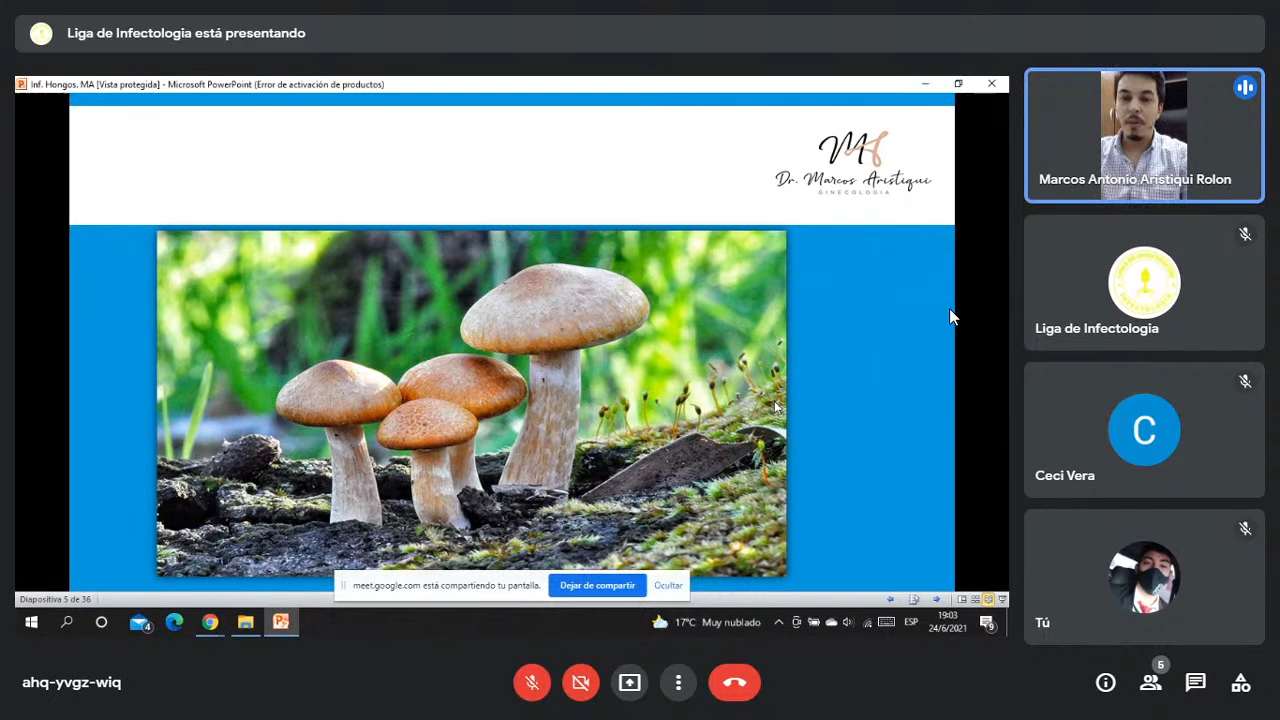 Liga de Infectologia está presentando
Inf. Hongos. MA [Vista protegida] - Microsoft PowerPoint (Error de activación de productos)
MA
Dr. Marcos Aristiqui
GINECOLOGIA
Marcos Antonio Aristiqui Rolon
Liga de Infectologia
C
Ceci Vera
Tú
meet.google.com está compartiendo tu pantalla.
Dejar de compartir
Ocultar
Diapositiva 5 de 36
4
17°C Muy nublado
ESP
19:03
24/6/2021
9
ahq-yvgz-wiq
5